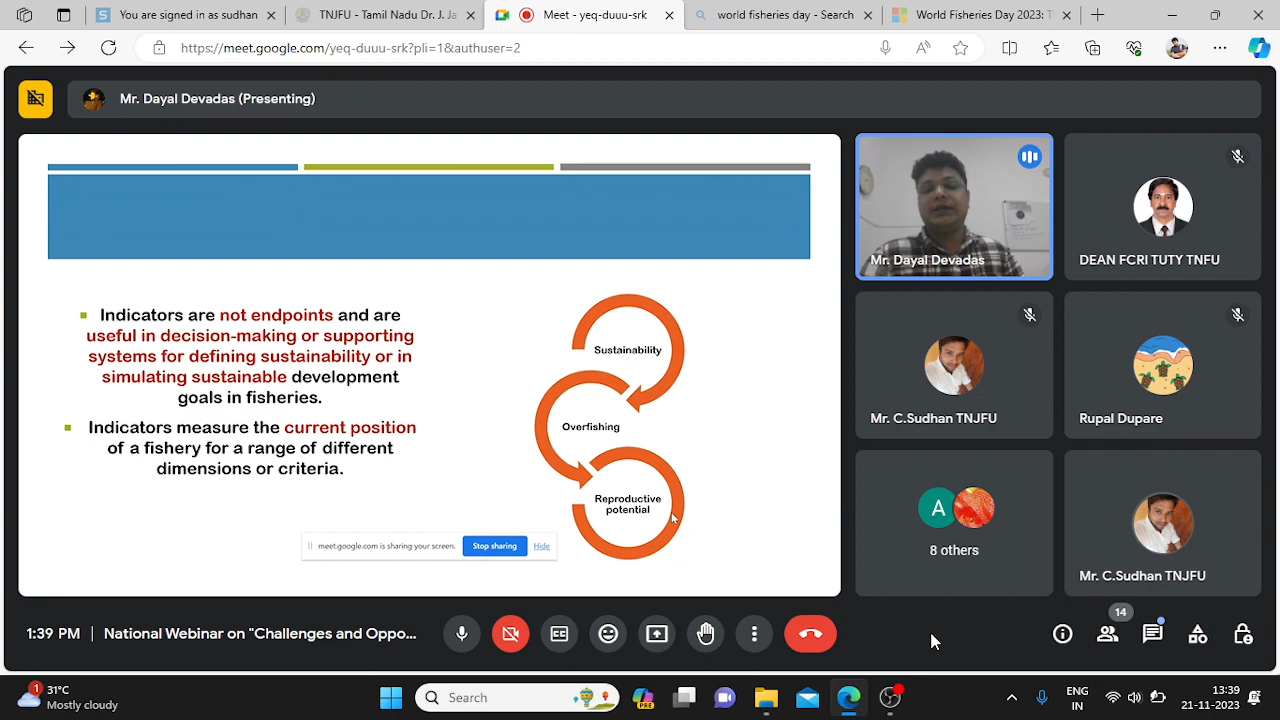 You are signed in as sudhan
TNJFU - Tamil Nadu Dr. J. Ja
Meet - yeq-duuu-srk
world fisheries day - Search
World Fisheries Day 2023: T
https://meet.google.com/yeq-duuu-srk?pli=1&authuser=2
Mr. Dayal Devadas (Presenting)
Indicators are not endpoints and are
useful in decision-making or supporting
systems for defining sustainability or in
simulating sustainable development
goals in fisheries.
Indicators measure the current position
of a fishery for a range of different
dimensions or criteria.
Sustainability
Overfishing
Reproductive
potential
meet.google.com is sharing your screen.
Stop sharing
Hide
Mr. Dayal Devadas
DEAN FCRI TUTY TNFU
Mr. C.Sudhan TNJFU
Rupal Dupare
A
8 others
Mr. C.Sudhan TNJFU
1:39 PM | National Webinar on "Challenges and Oppo...
14
1
31°C
Mostly cloudy
Search
PRE
ENG
IN
13:39
21-11-2023